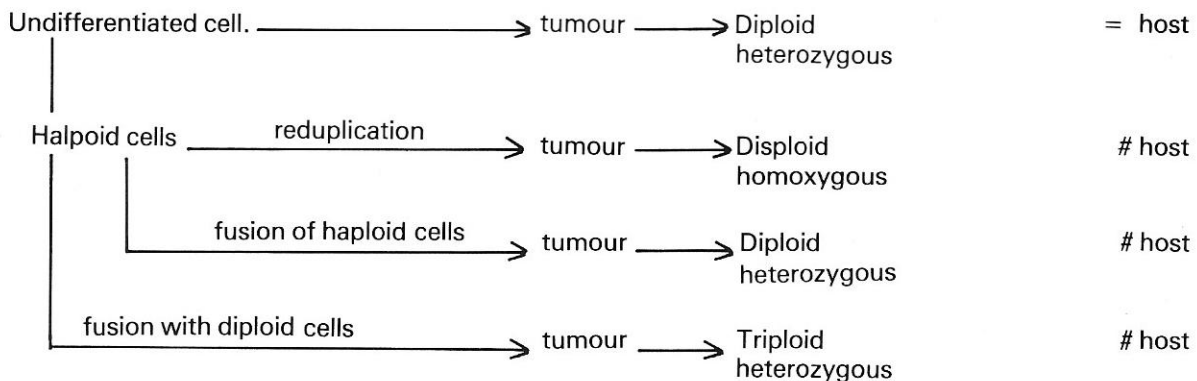 Undifferentiated cell. tumour Diploid = host
heterozygous
Halpoid cells reduplication tumour Disploid # host
homoxygous
fusion of haploid cells tumour Diploid # host
heterozygous
fusion with diploid cells tumour Triploid # host
heterozygous